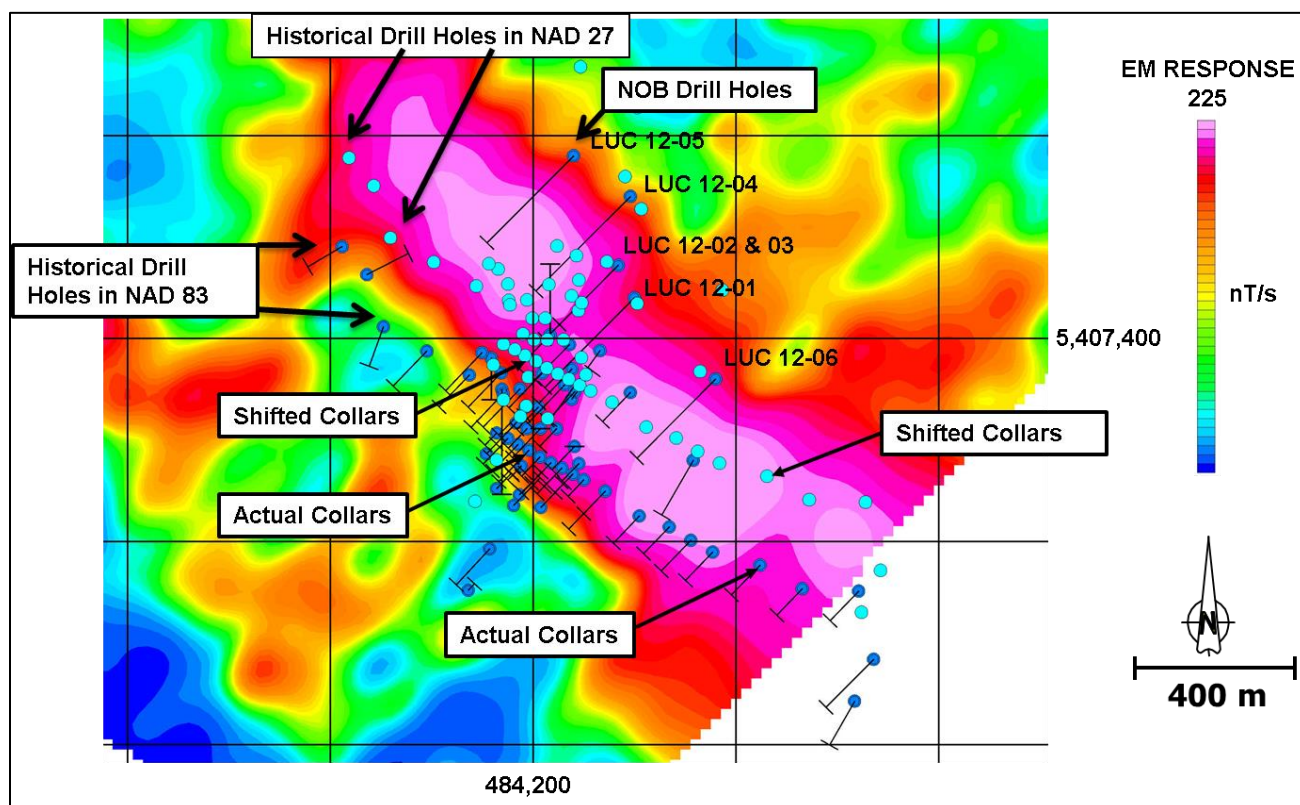 Historical Drill Holes in NAD 27
NOB Drill Holes
EM RESPONSE
225
LUC 12-05
LUC 12-04
LUC 12-02 & 03
Historical Drill
Holes in NAD 83
LUC 12-01
nT/s
5,407,400
LUC 12-06
Shifted Collars
Shifted Collars
Actual Collars
Actual Collars
N
400 m
484,200